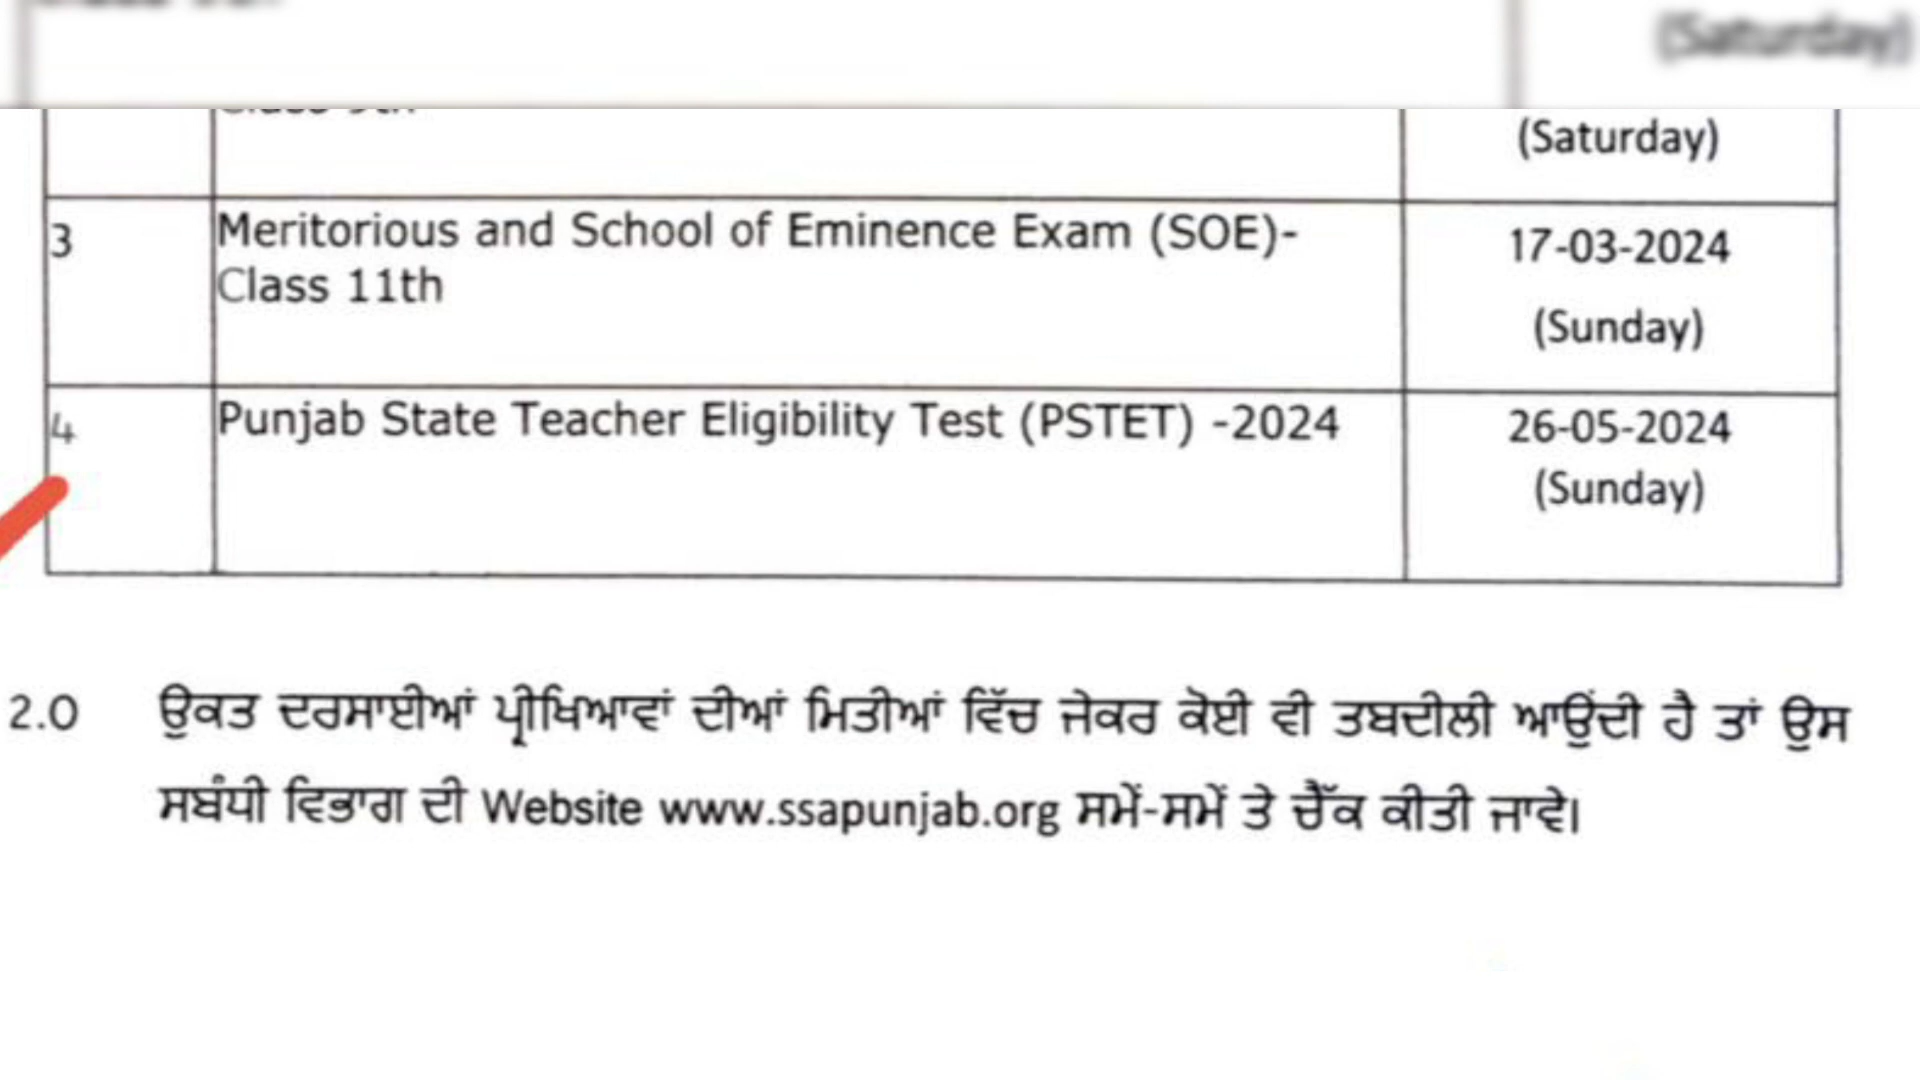 (Saturday)
(Saturday)
3 Meritorious and School of Eminence Exam (SOE)- 17-03-2024
Class 11th
(Sunday)
4 Punjab State Teacher Eligibility Test (PSTET) -2024 26-05-2024
(Sunday)
2.0 ਉਕਤ ਦਰਸਾਈਆਂ ਪ੍ਰੀਖਿਆਵਾਂ ਦੀਆਂ ਮਿਤੀਆਂ ਵਿੱਚ ਜੇਕਰ ਕੋਈ ਵੀ ਤਬਦੀਲੀ ਆਉਂਦੀ ਹੈ ਤਾਂ ਉਸ
ਸਬੰਧੀ ਵਿਭਾਗ ਦੀ Website www.ssapunjab.org ਸਮੇਂ-ਸਮੇਂ ਤੇ ਚੈੱਕ ਕੀਤੀ ਜਾਵੇ।